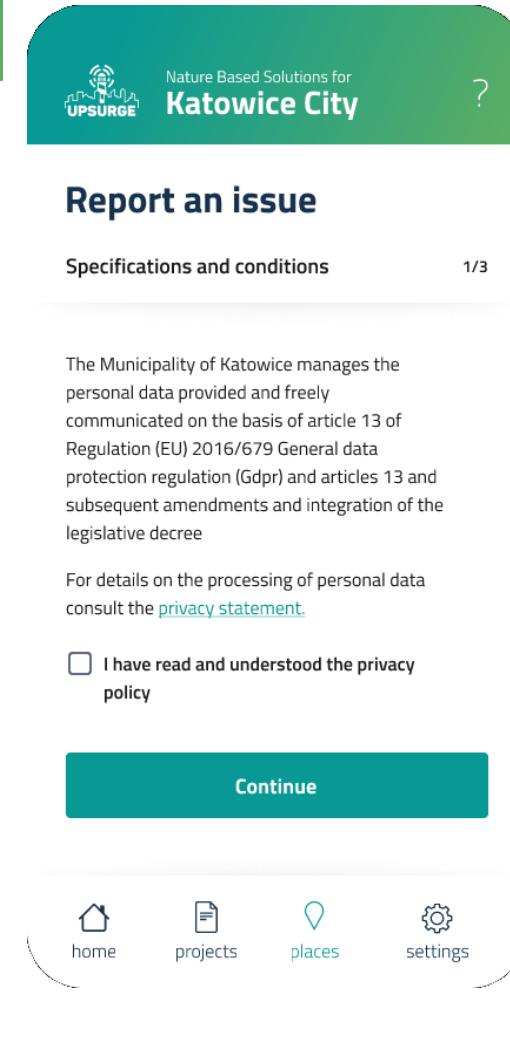 UPSURGE
Nature Based Solutions for
Katowice City
?
Report an issue
Specifications and conditions 1/3
The Municipality of Katowice manages the
personal data provided and freely
communicated on the basis of article 13 of
Regulation (EU) 2016/679 General data
protection regulation (Gdpr) and articles 13 and
subsequent amendments and integration of the
legislative decree
For details on the processing of personal data
consult the privacy statement.
I have read and understood the privacy
policy
Continue
home projects places settings